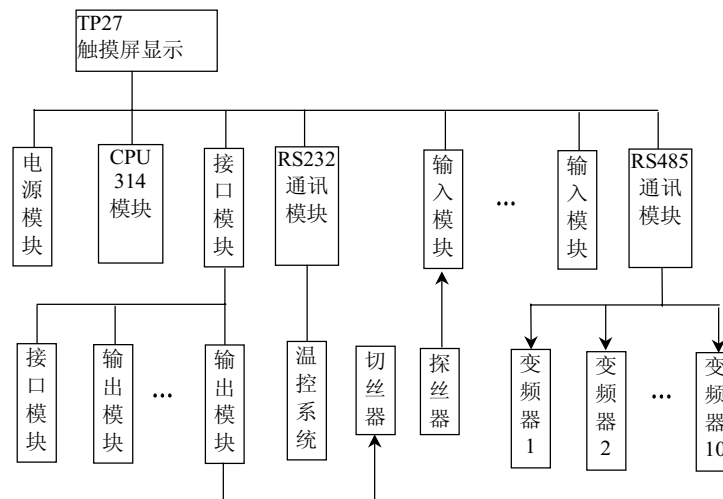 TP27
触摸屏显示
电源模块
CPU
314
模块
接口模块
RS232
通讯
模块
输入模块
...
输入模块
RS485
通讯
模块
接口模块
输出模块
...
输出模块
温控系统
切丝器
探丝器
变频器1
变频器2
...
变频器10